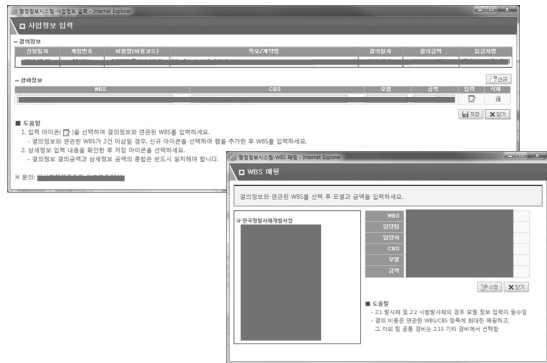 행정정보시스템-사업정보 입력 - Internet Explorer
사업정보 입력
결의정보
전표일자 계정번호 비용명(비용코드) 적요/계약명 결의일자 결의금액 입금자명
상세정보
신규
WBS CBS 모델 금액 입력 삭제
저장 닫기
■ 도움말
1. 입력 아이콘( )을 선택하여 결의정보와 연관된 WBS를 입력하세요.
- 결의정보와 연관된 WBS가 2건 이상일 경우, 신규 아이콘을 선택하여 행을 추가한 후 WBS를 입력하세요.
2. 상세정보 입력 내용을 확인한 후 저장 아이콘을 선택하세요.
- 결의정보 결의금액과 상세정보 금액의 총합은 반드시 일치해야 합니다.
※ 문의:
행정정보시스템-WBS 매핑 - Internet Explorer
WBS 매핑
결의정보와 연관된 WBS를 선택 후 모델과 금액을 입력하세요.
한국형발사체개발사업
WBS
담당팀
담당자
CBS
모델
금액
수정 닫기
■ 도움말
- 2.1 발사체 및 2.2 시험발사체의 경우 모델 정보 입력이 필수임
- 결의 비용은 연관된 WBS/CBS 항목에 최대한 매핑하고,
그 이외 팀 공통 경비는 2.13 기타 경비에서 선택함